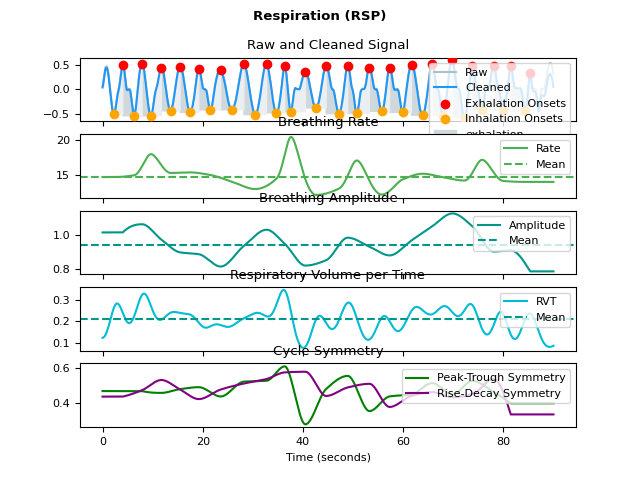 Respiration (RSP)
Raw and Cleaned Signal
0.5
0.0
−0.5
Raw
Cleaned
Exhalation Onsets
Inhalation Onsets
exhalation
Breathing Rate
20
15
Rate
Mean
Breathing Amplitude
1.0
0.8
Amplitude
Mean
Respiratory Volume per Time
0.3
0.2
0.1
RVT
Mean
Cycle Symmetry
0.6
0.4
Peak-Trough Symmetry
Rise-Decay Symmetry
0 20 40 60 80
Time (seconds)